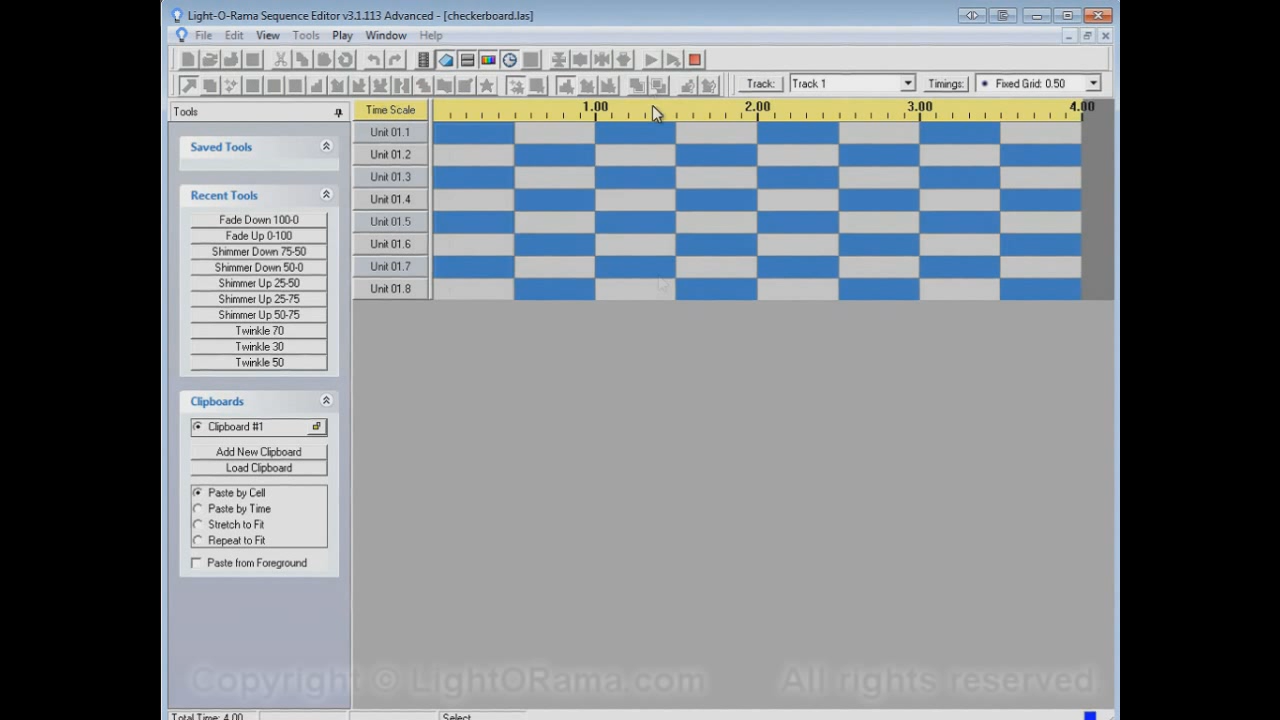 Light-O-Rama Sequence Editor v3.1.113 Advanced - [checkerboard.las]
File Edit View Tools Play Window Help
Track: Track 1 Timings: Fixed Grid: 0.50
Tools
Time Scale 1.00 2.00 3.00 4.00
Saved Tools
Recent Tools
Fade Down 100-0
Fade Up 0-100
Shimmer Down 75-50
Shimmer Down 50-0
Shimmer Up 25-50
Shimmer Up 25-75
Shimmer Up 50-75
Twinkle 70
Twinkle 30
Twinkle 50
Clipboards
Clipboard #1
Add New Clipboard
Load Clipboard
Paste by Cell
Paste by Time
Stretch to Fit
Repeat to Fit
Paste from Foreground
Unit 01.1
Unit 01.2
Unit 01.3
Unit 01.4
Unit 01.5
Unit 01.6
Unit 01.7
Unit 01.8
Copyright © LightORama.com All rights reserved
Total Time: 4.00 Select